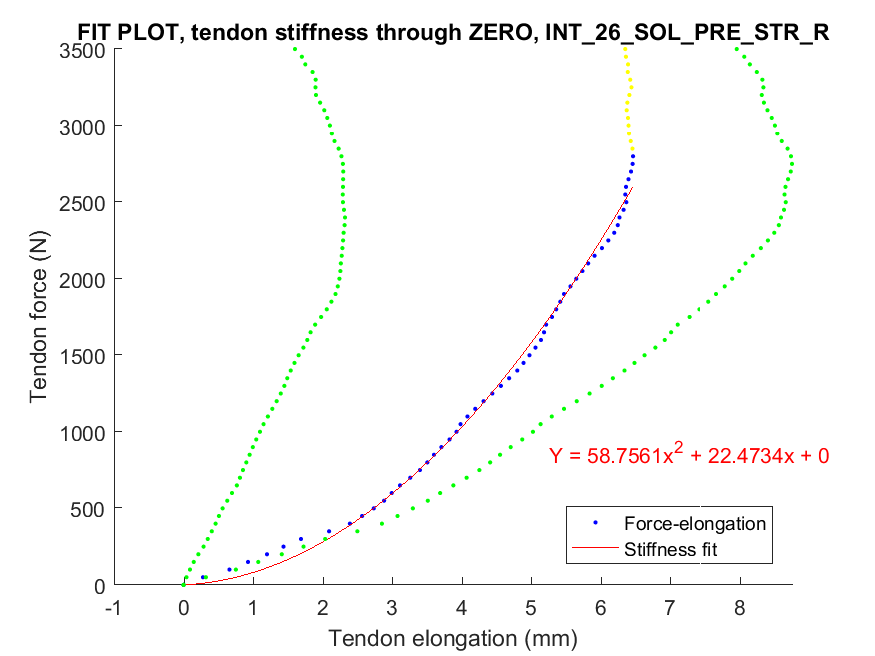 FIT PLOT, tendon stiffness through ZERO, INT_26_SOL_PRE_STR_R
3500
3000
2500
2000
1500
1000
500
0
Tendon force (N)
Y = 58.7561x² + 22.4734x + 0
Force-elongation
Stiffness fit
-1 0 1 2 3 4 5 6 7 8
Tendon elongation (mm)